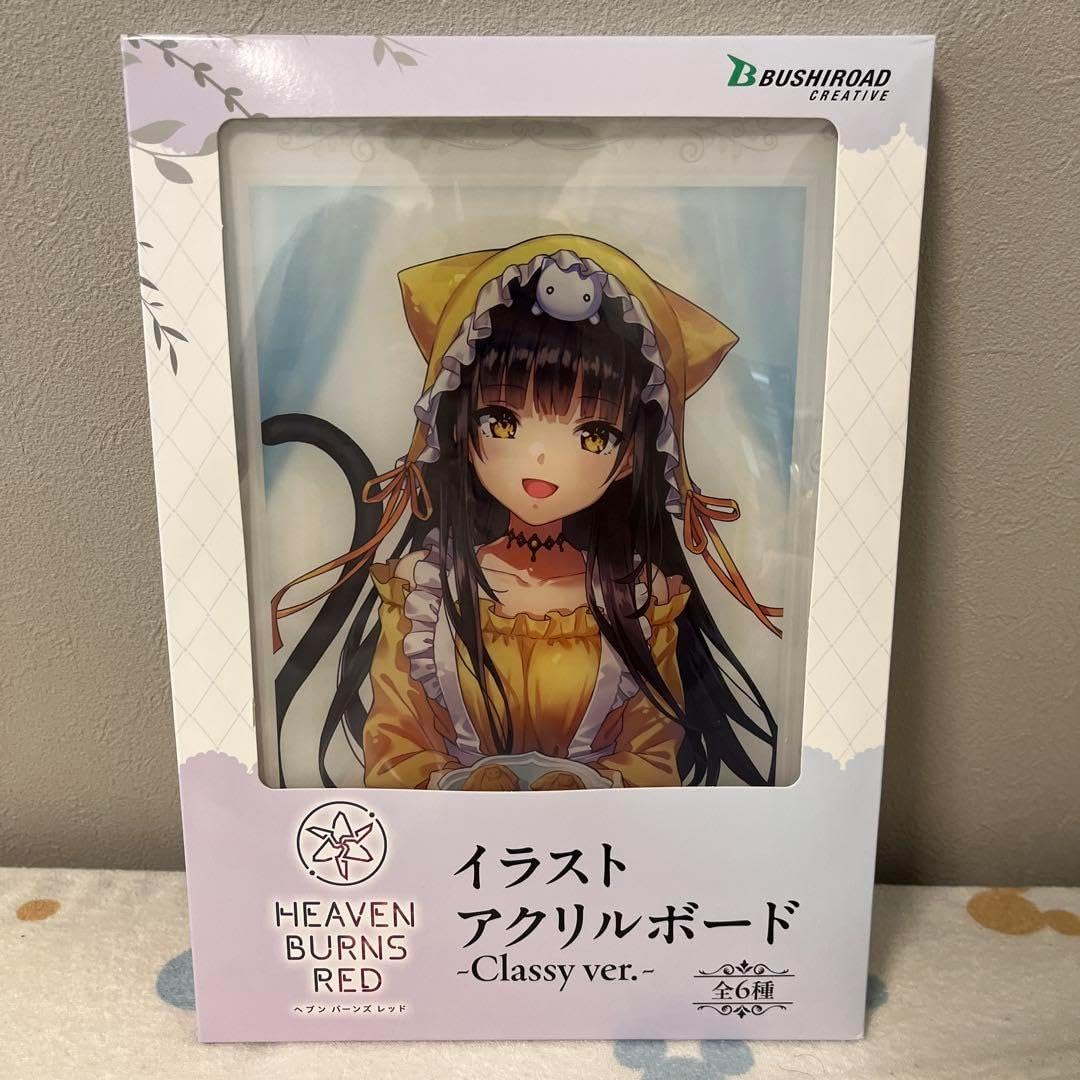 BUSHIROAD
CREATIVE
HEAVEN
BURNS
RED
ヘブン バーンズ レッド
イラスト
アクリルボード
-Classy ver.-
全6種